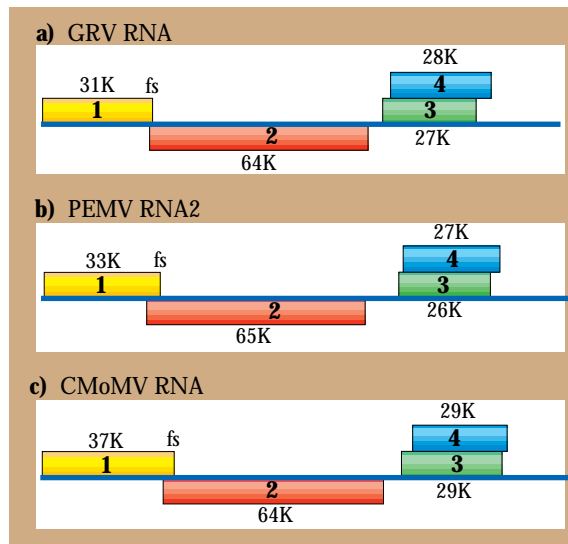 a) GRV RNA
28K
31K fs
4
1 3
2 27K
64K
b) PEMV RNA2
27K
33K fs
4
1 3
2 26K
65K
c) CMoMV RNA
29K
37K fs
4
1 3
2 29K
64K